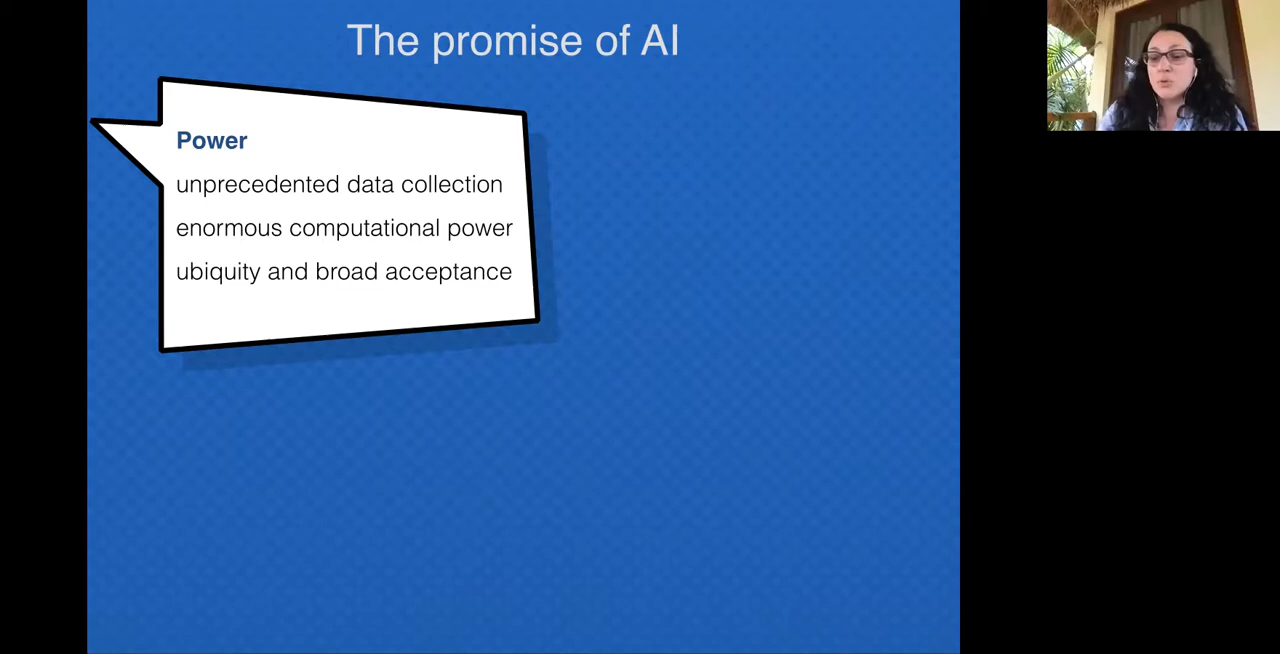 The promise of AI
Power
unprecedented data collection
enormous computational power
ubiquity and broad acceptance